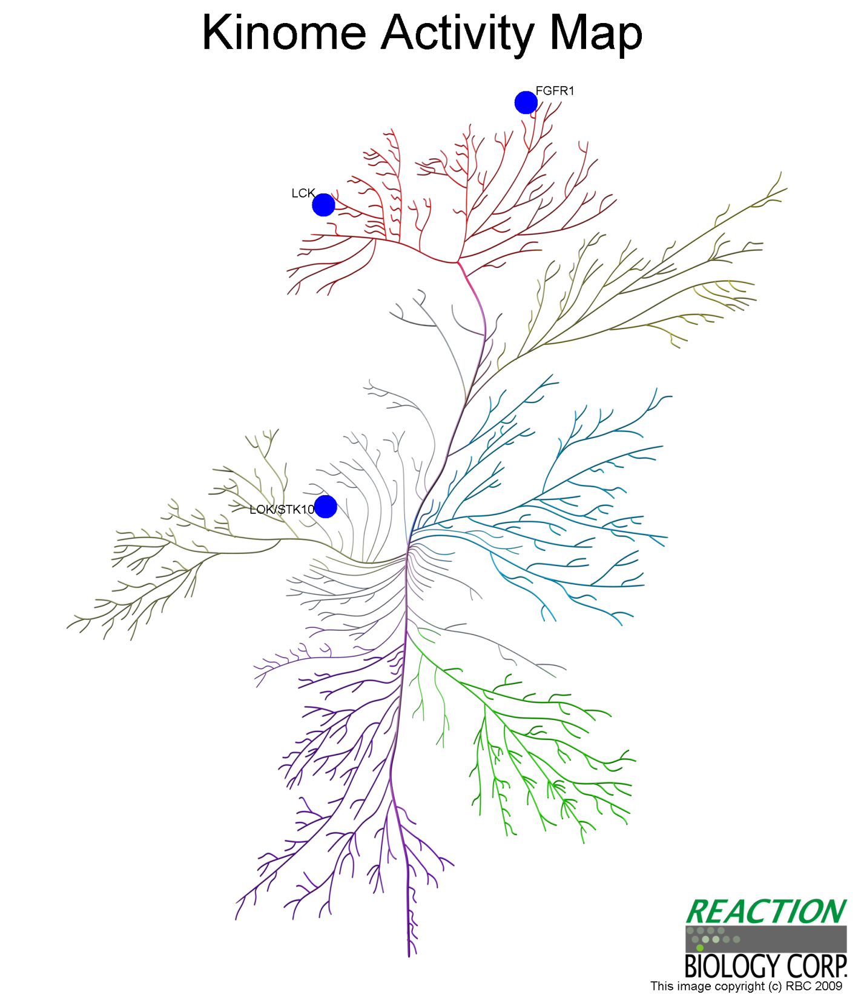 Kinome Activity Map
FGFR1
LCK
LOK/STK10
REACTION
BIOLOGY CORP.
This image copyright (c) RBC 2009